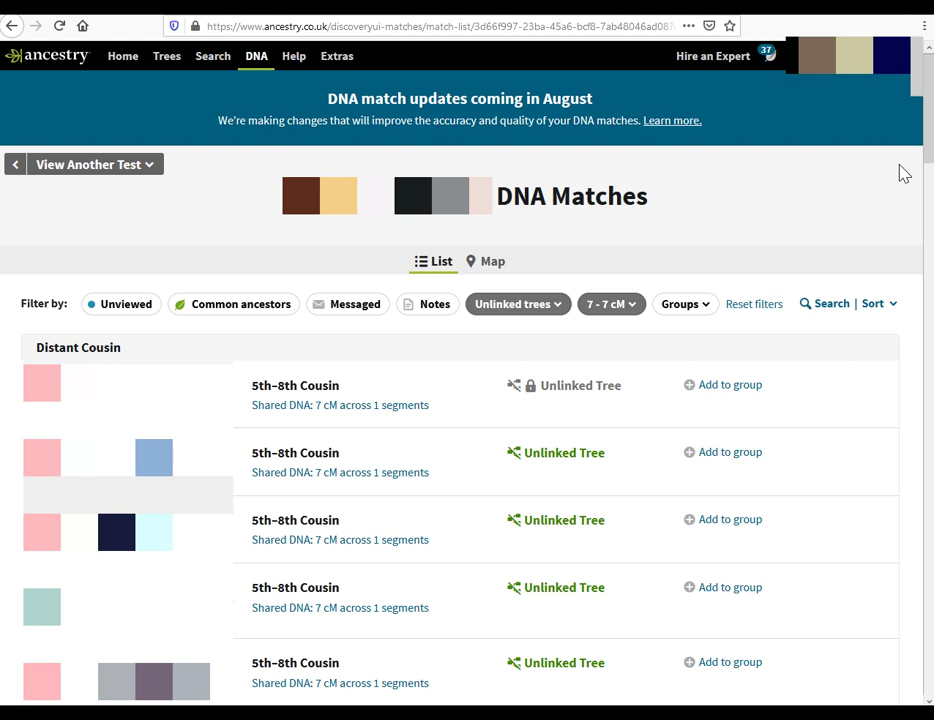 https://www.ancestry.co.uk/discoveryui-matches/match-list/3d66f997-23ba-45a6-bcf8-7ab48046ad087
ancestry Home Trees Search DNA Help Extras Hire an Expert 37
DNA match updates coming in August
We're making changes that will improve the accuracy and quality of your DNA matches. Learn more.
View Another Test
DNA Matches
List Map
Filter by: Unviewed Common ancestors Messaged Notes Unlinked trees 7 - 7 cM Groups Reset filters Search | Sort
Distant Cousin
5th–8th Cousin Unlinked Tree Add to group
Shared DNA: 7 cM across 1 segments
5th–8th Cousin Unlinked Tree Add to group
Shared DNA: 7 cM across 1 segments
5th–8th Cousin Unlinked Tree Add to group
Shared DNA: 7 cM across 1 segments
5th–8th Cousin Unlinked Tree Add to group
Shared DNA: 7 cM across 1 segments
5th–8th Cousin Unlinked Tree Add to group
Shared DNA: 7 cM across 1 segments